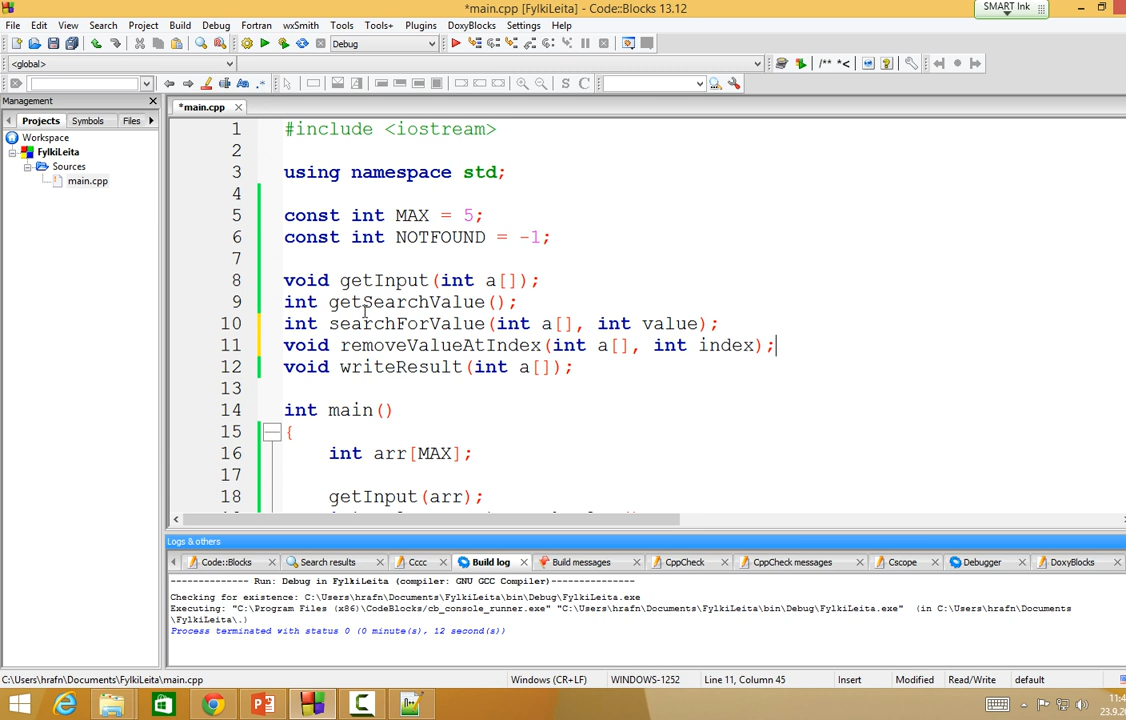 *main.cpp [FylkiLeita] - Code::Blocks 13.12
SMART Ink
File Edit View Search Project Build Debug Fortran wxSmith Tools Tools+ Plugins DoxyBlocks Settings Help
Debug
<global>
/** *<
S C
Management
*main.cpp
Projects Symbols Files
Workspace
FylkiLeita
Sources
main.cpp
1 #include <iostream>
2
3 using namespace std;
4
5 const int MAX = 5;
6 const int NOTFOUND = -1;
7
8 void getInput(int a[]);
9 int getSearchValue();
10 int searchForValue(int a[], int value);
11 void removeValueAtIndex(int a[], int index);
12 void writeResult(int a[]);
13
14 int main()
15 {
16 int arr[MAX];
17
18 getInput(arr);
Logs & others
Code::Blocks Search results Cccc Build log Build messages CppCheck CppCheck messages Cscope Debugger DoxyBlocks
-------------- Run: Debug in FylkiLeita (compiler: GNU GCC Compiler)---------------
Checking for existence: C:\Users\hrafn\Documents\FylkiLeita\bin\Debug\FylkiLeita.exe
Executing: "C:\Program Files (x86)\CodeBlocks/cb_console_runner.exe" "C:\Users\hrafn\Documents\FylkiLeita\bin\Debug\FylkiLeita.exe" (in C:\Users\hrafn\Documents
\FylkiLeita\.)
Process terminated with status 0 (0 minute(s), 12 second(s))
C:\Users\hrafn\Documents\FylkiLeita\main.cpp Windows (CR+LF) WINDOWS-1252 Line 11, Column 45 Insert Modified Read/Write default
11:4
23.9.20